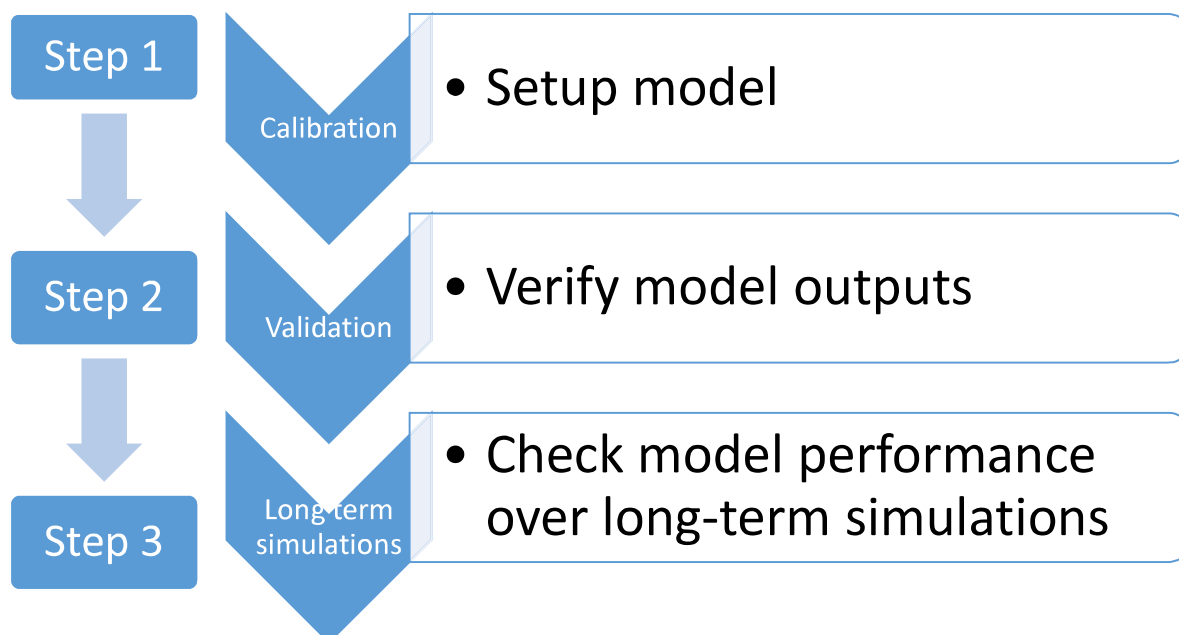 Step 1
Calibration
• Setup model
Step 2
Validation
• Verify model outputs
Step 3
Long term
simulations
• Check model performance
over long-term simulations